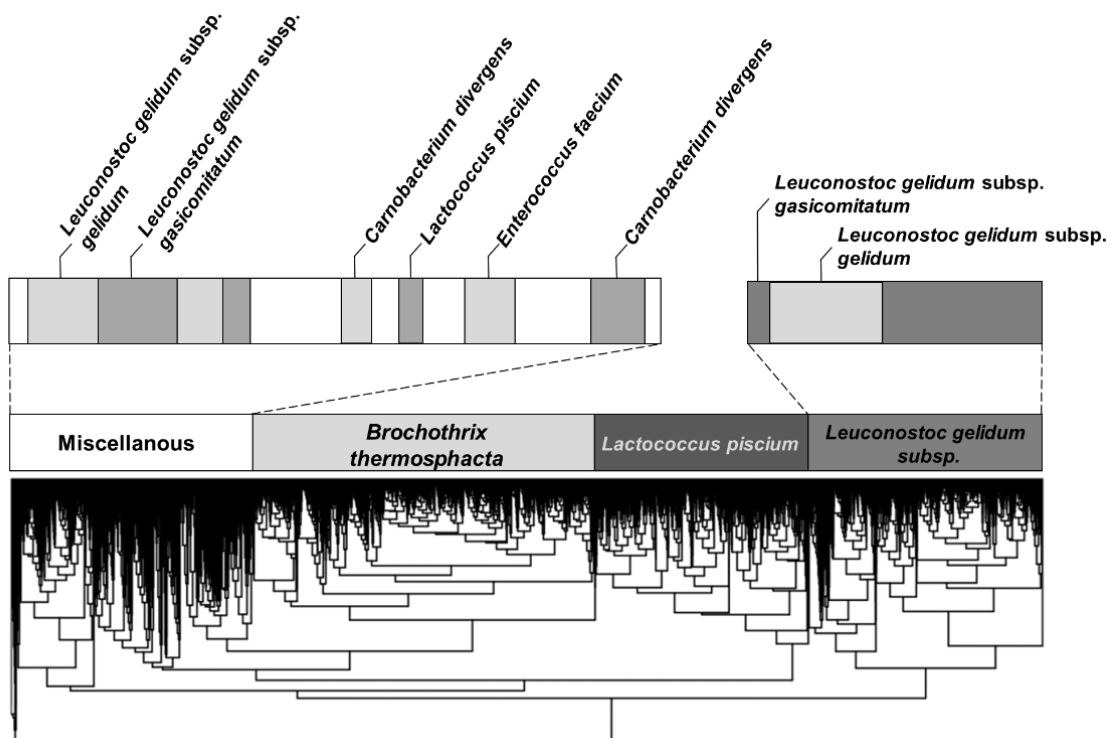 Leuconostoc gelidum subsp.
gelidum
Leuconostoc gelidum subsp.
gasicomitatum
Carnobacterium divergens
Lactococcus piscium
Enterococcus faecium
Carnobacterium divergens
Leuconostoc gelidum subsp.
gasicomitatum
Leuconostoc gelidum subsp.
gelidum
Miscellanous
Brochothrix
thermosphacta
Lactococcus piscium
Leuconostoc gelidum
subsp.